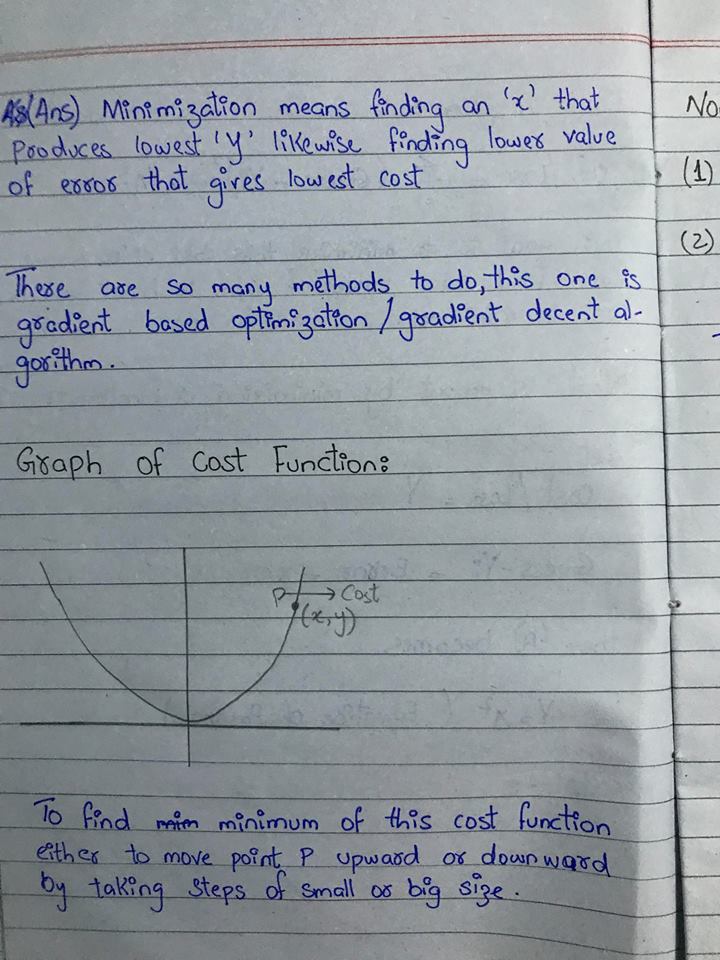 (Ans) Minimization means finding an 'x' that
produces lowest 'y' likewise finding lower value
of error that gives lowest cost
There are so many methods to do, this one is
gradient based optimization / gradient decent al-
gorithm.
Graph of Cost Function:
P → Cost
(x, y)
To find minimum of this cost function
either to move point P upward or downward
by taking steps of small or big size.
No
(1)
(2)